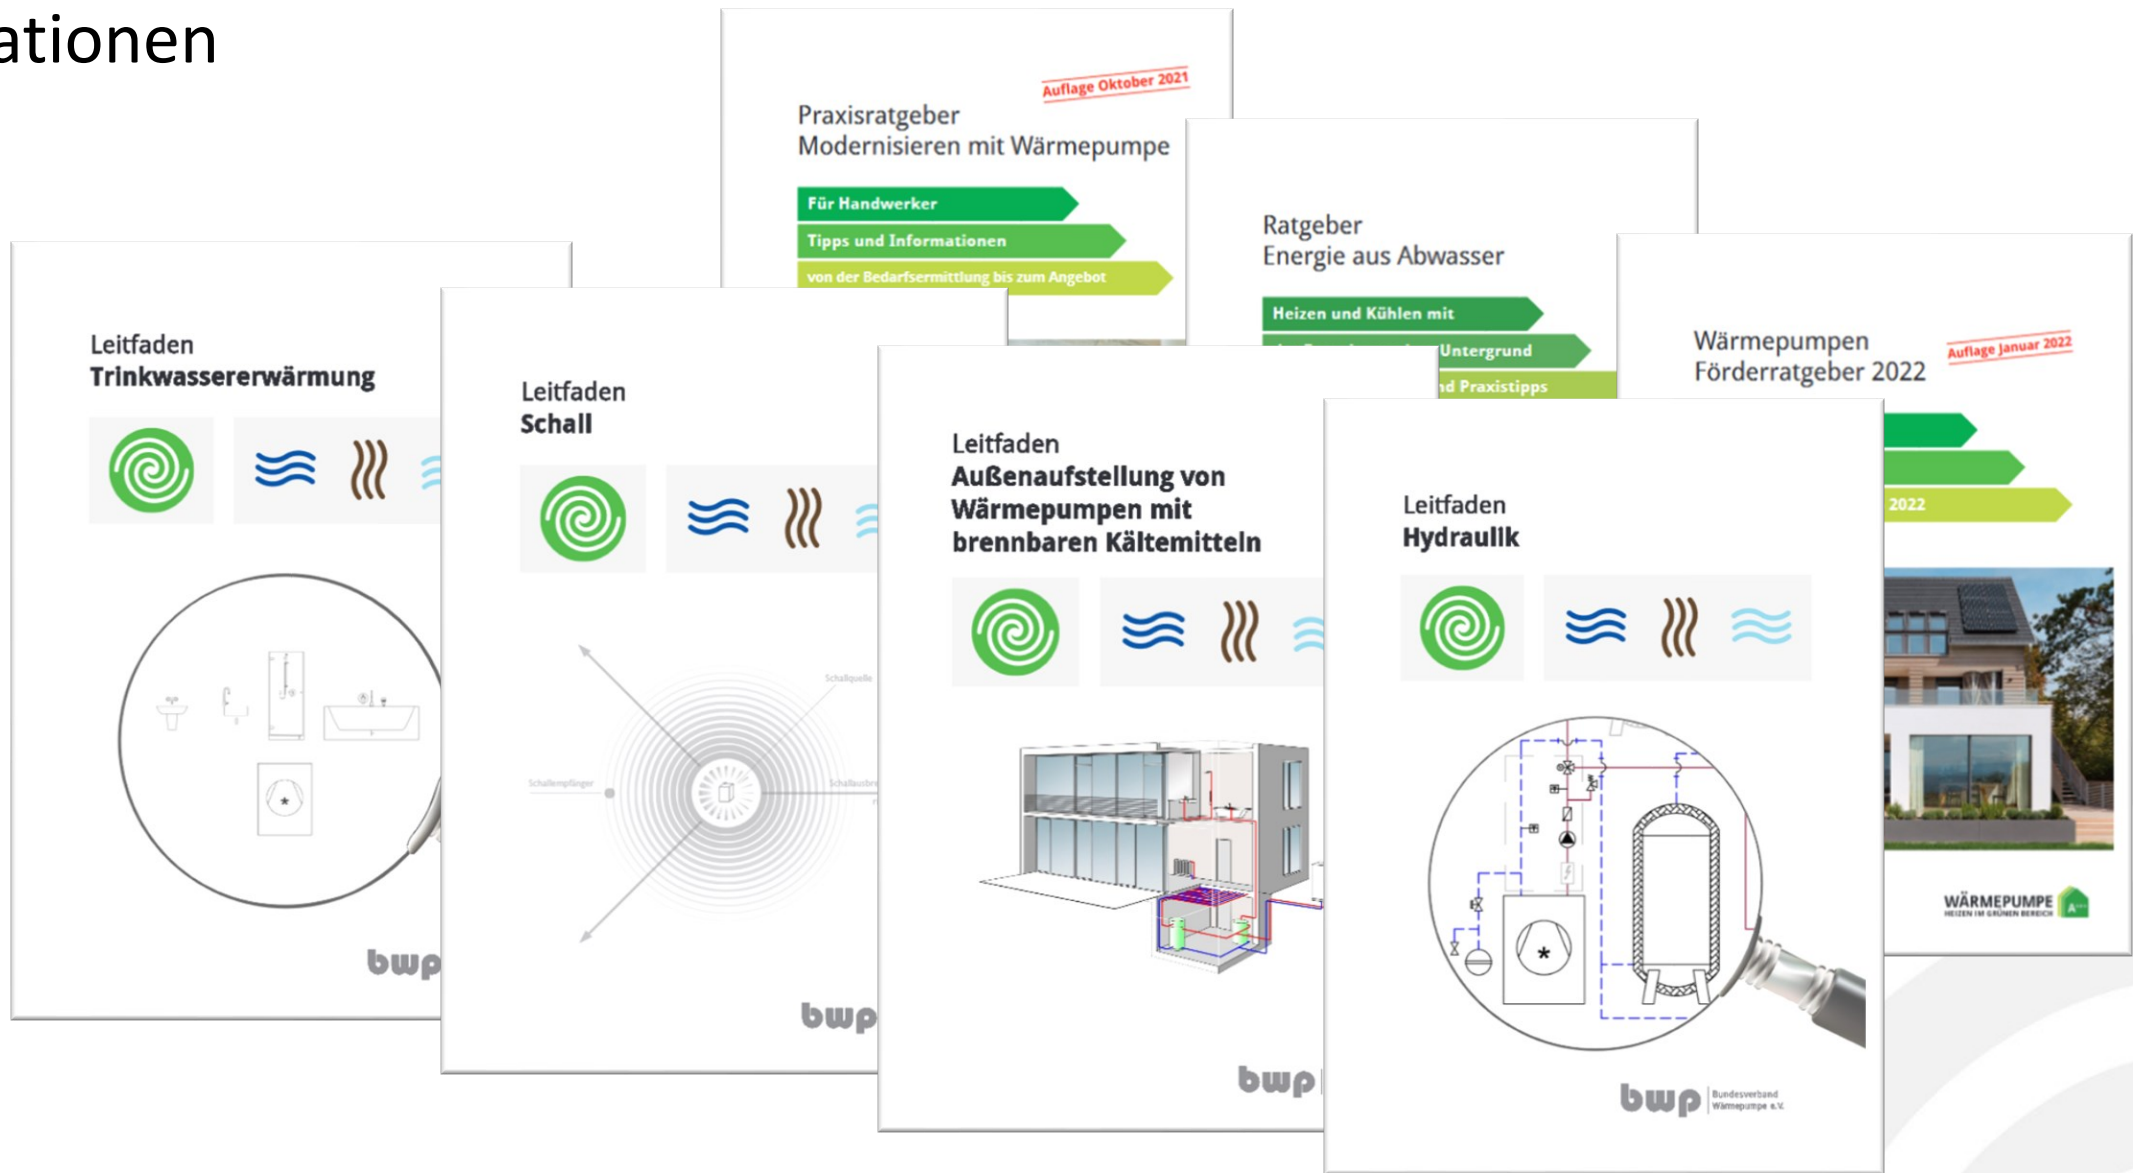 ationen
Auflage Oktober 2021
Praxisratgeber
Modernisieren mit Wärmepumpe
Für Handwerker
Tipps und Informationen
von der Bedarfsermittlung bis zum Angebot
Ratgeber
Energie aus Abwasser
Heizen und Kühlen mit
Untergrund
nd Praxistipps
Wärmepumpen
Förderratgeber 2022
Auflage Januar 2022
2022
WÄRMEPUMPE
HEIZEN IM GRÜNEN BEREICH
Leitfaden
Trinkwassererwärmung
bwp
Leitfaden
Schall
Schallquelle
Schallempfänger
Schallausbre
bwp
Leitfaden
Außenaufstellung von
Wärmepumpen mit
brennbaren Kältemitteln
bwp
Leitfaden
Hydraulik
bwp
Bundesverband
Wärmepumpe e.V.